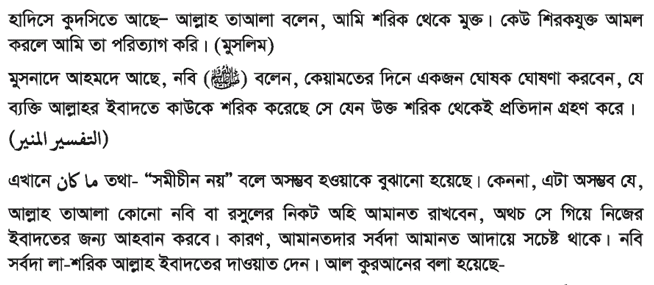 হাদিসে কুদসিতে আছে– আল্লাহ তাআলা বলেন, আমি শরিক থেকে মুক্ত। কেউ শিরকযুক্ত আমল
করলে আমি তা পরিত্যাগ করি। (মুসলিম)
মুসনাদে আহমদে আছে, নবি (ﷺ) বলেন, কেয়ামতের দিনে একজন ঘোষক ঘোষণা করবেন, যে
ব্যক্তি আল্লাহর ইবাদতে কাউকে শরিক করেছে সে যেন উক্ত শরিক থেকেই প্রতিদান গ্রহণ করে।
(التفسير المنير)
এখানে ما كان তথা- “সমীচীন নয়” বলে অসম্ভব হওয়াকে বুঝানো হয়েছে। কেননা, এটা অসম্ভব যে,
আল্লাহ তাআলা কোনো নবি বা রসুলের নিকট অহি আমানত রাখবেন, অথচ সে গিয়ে নিজের
ইবাদতের জন্য আহবান করবে। কারণ, আমানতদার সর্বদা আমানত আদায়ে সচেষ্ট থাকে। নবি
সর্বদা লা-শরিক আল্লাহ ইবাদতের দাওয়াত দেন। আল কুরআনের বলা হয়েছে-